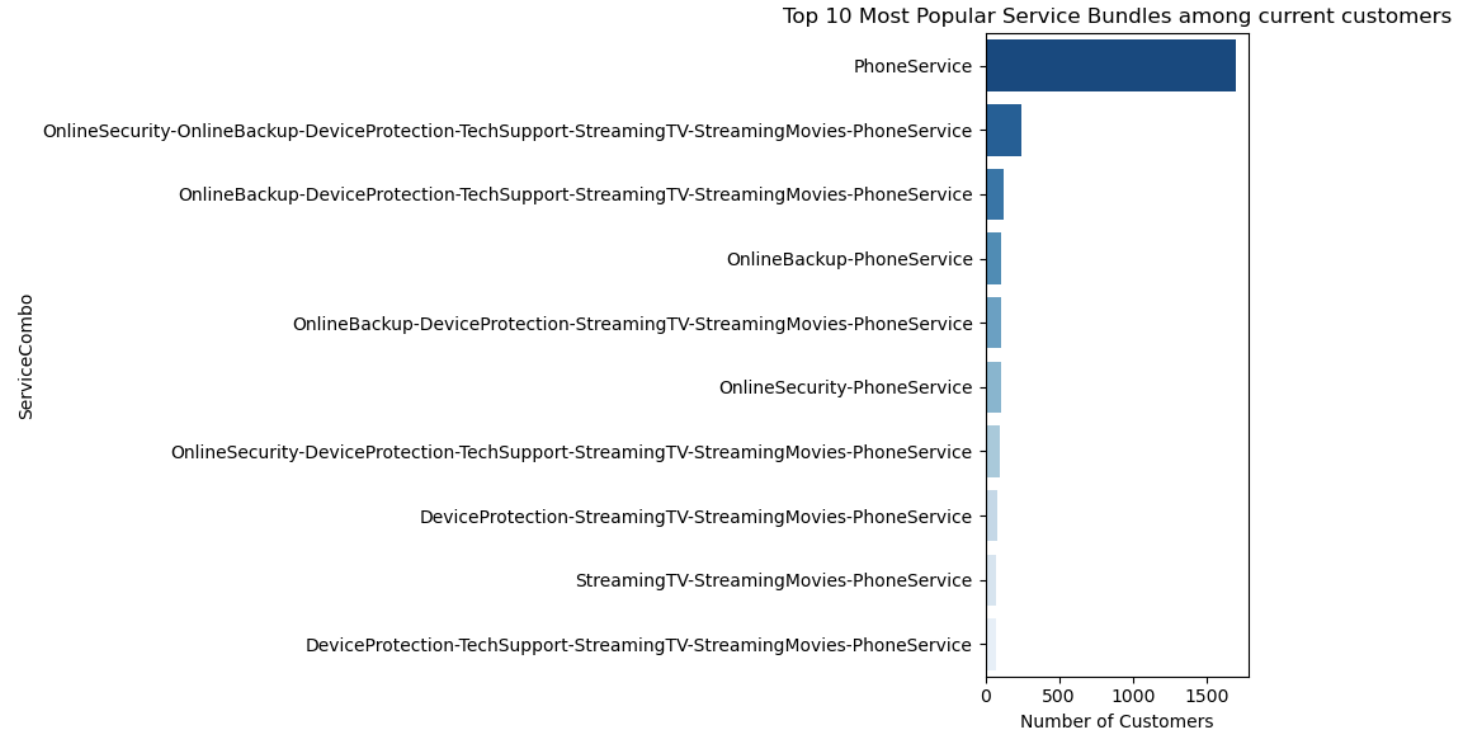 Top 10 Most Popular Service Bundles among current customers
PhoneService
OnlineSecurity-OnlineBackup-DeviceProtection-TechSupport-StreamingTV-StreamingMovies-PhoneService
OnlineBackup-DeviceProtection-TechSupport-StreamingTV-StreamingMovies-PhoneService
OnlineBackup-PhoneService
OnlineBackup-DeviceProtection-StreamingTV-StreamingMovies-PhoneService
OnlineSecurity-PhoneService
OnlineSecurity-DeviceProtection-TechSupport-StreamingTV-StreamingMovies-PhoneService
DeviceProtection-StreamingTV-StreamingMovies-PhoneService
StreamingTV-StreamingMovies-PhoneService
DeviceProtection-TechSupport-StreamingTV-StreamingMovies-PhoneService
ServiceCombo
0 500 1000 1500
Number of Customers